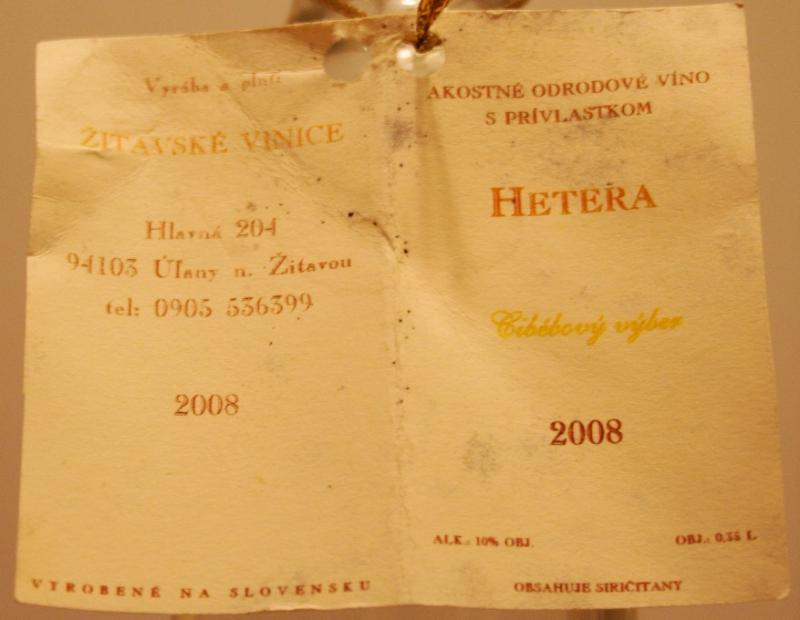 Vyrába a plní:
ŽITAVSKÉ VINICE
Hlavná 204
94103 Úľany n. Žitavou
tel: 0905 536399
2008
VYROBENÉ NA SLOVENSKU
AKOSTNÉ ODRODOVÉ VÍNO
S PRÍVLASTKOM
HETERA
Cibébový výber
2008
ALK.: 10% OBJ.
OBJ.: 0,35 L
OBSAHUJE SIRIČITANY